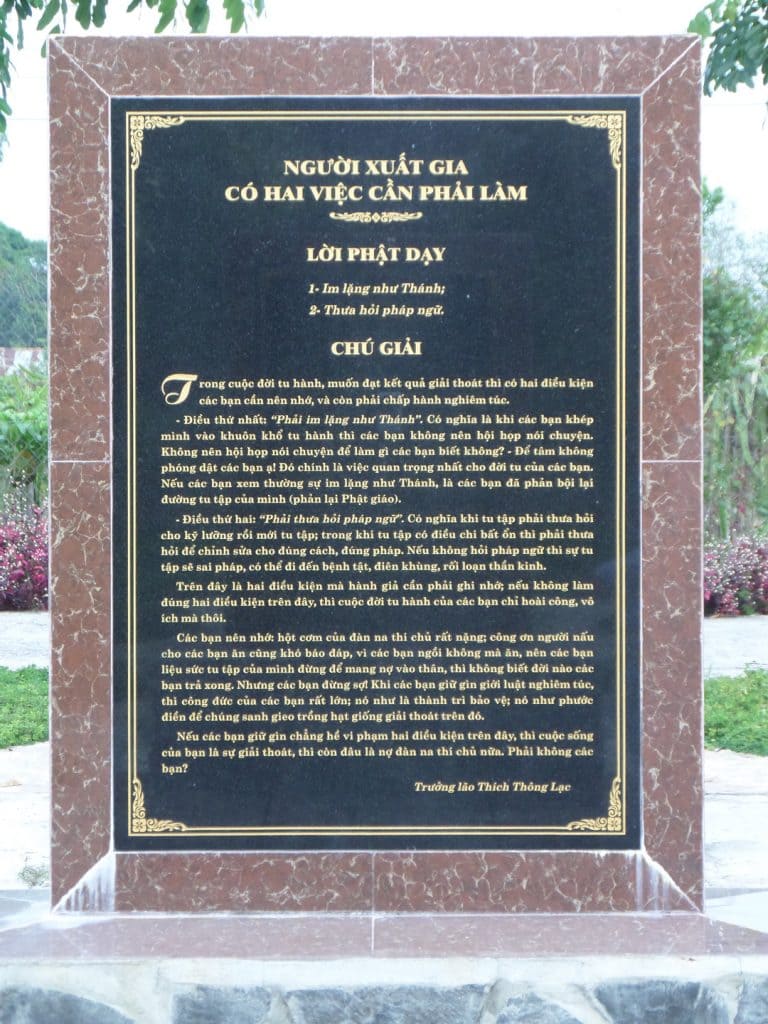 NGƯỜI XUẤT GIA
CÓ HAI VIỆC CẦN PHẢI LÀM
LỜI PHẬT DẠY
1- Im lặng như Thánh;
2- Thưa hỏi pháp ngữ.
CHÚ GIẢI
Trong cuộc đời tu hành, muốn đạt kết quả giải thoát thì có hai điều kiện
các bạn cần nên nhớ, và còn phải chấp hành nghiêm túc.
- Điều thứ nhất: “Phải im lặng như Thánh”. Có nghĩa là khi các bạn khép
mình vào khuôn khổ tu hành thì các bạn không nên hội họp nói chuyện.
Không nên hội họp nói chuyện để làm gì các bạn biết không? - Để tâm không
phóng dật các bạn ạ! Đó chính là việc quan trọng nhất cho đời tu của các bạn.
Nếu các bạn xem thường sự im lặng như Thánh, là các bạn đã phản bội lại
đường tu tập của mình (phản lại Phật giáo).
- Điều thứ hai: “Phải thưa hỏi pháp ngữ”. Có nghĩa khi tu tập phải thưa hỏi
cho kỹ lưỡng rồi mới tu tập; trong khi tu tập có điều chi bất ổn thì phải thưa
hỏi để chỉnh sửa cho đúng cách, đúng pháp. Nếu không hỏi pháp ngữ thì sự tu
tập sẽ sai pháp, có thể đi đến bệnh tật, điên khùng, rối loạn thần kinh.
Trên đây là hai điều kiện mà hành giả cần phải ghi nhớ; nếu không làm
đúng hai điều kiện trên đây, thì cuộc đời tu hành của các bạn chỉ hoài công, vô
ích mà thôi.
Các bạn nên nhớ: hột cơm của đàn na thi chủ rất nặng; công ơn người nấu
cho các bạn ăn cũng khó báo đáp, vì các bạn ngồi không mà ăn, nên các bạn
liệu sức tu tập của mình đừng để mang nợ vào thân, thì không biết đời nào các
bạn trả xong. Nhưng các bạn đừng sợ! Khi các bạn giữ gìn giới luật nghiêm túc,
thì công đức của các bạn rất lớn; nó như là thành trì bảo vệ; nó như phước
điền để chúng sanh gieo trồng hạt giống giải thoát trên đó.
Nếu các bạn giữ gìn chẳng hề vi phạm hai điều kiện trên đây, thì cuộc sống
của bạn là sự giải thoát, thì còn đâu là nợ đàn na thi chủ nữa. Phải không các
bạn?
Trưởng lão Thích Thông Lạc